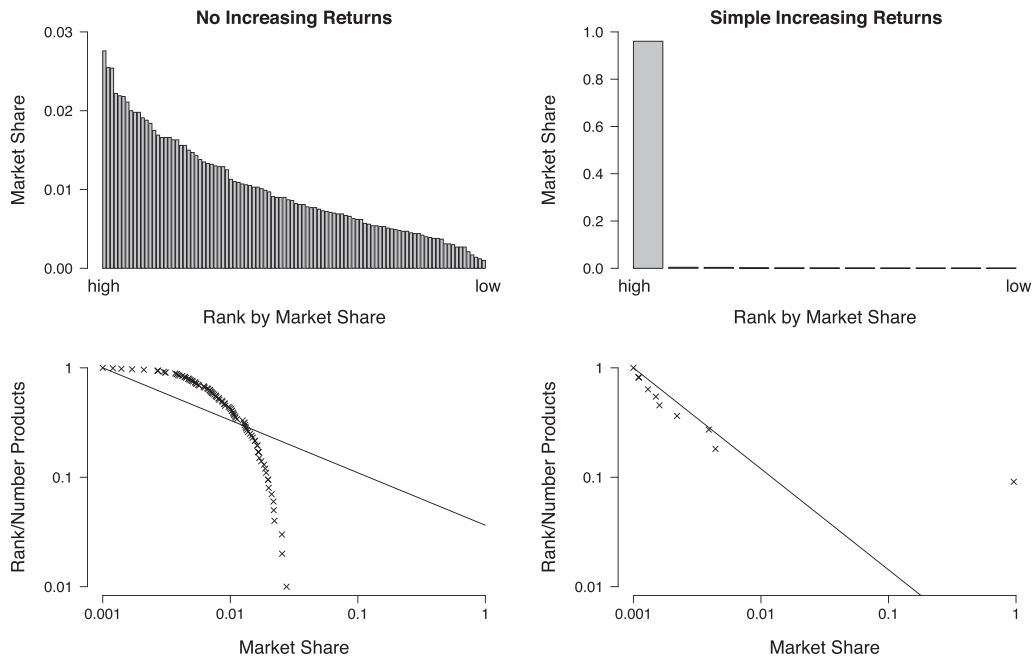 No Increasing Returns
Market Share
0.03
0.02
0.01
0.00
high
low
Rank by Market Share
Simple Increasing Returns
Market Share
1.0
0.8
0.6
0.4
0.2
0.0
high
low
Rank by Market Share
Rank/Number Products
1
0.1
0.01
0.001
0.01
0.1
1
Market Share
Rank/Number Products
1
0.1
0.01
0.001
0.01
0.1
1
Market Share